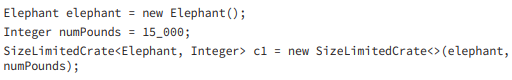 Elephant elephant = new Elephant();
Integer numPounds = 15_000;
SizeLimitedCrate<Elephant, Integer> c1 = new SizeLimitedCrate<>(elephant,
numPounds);